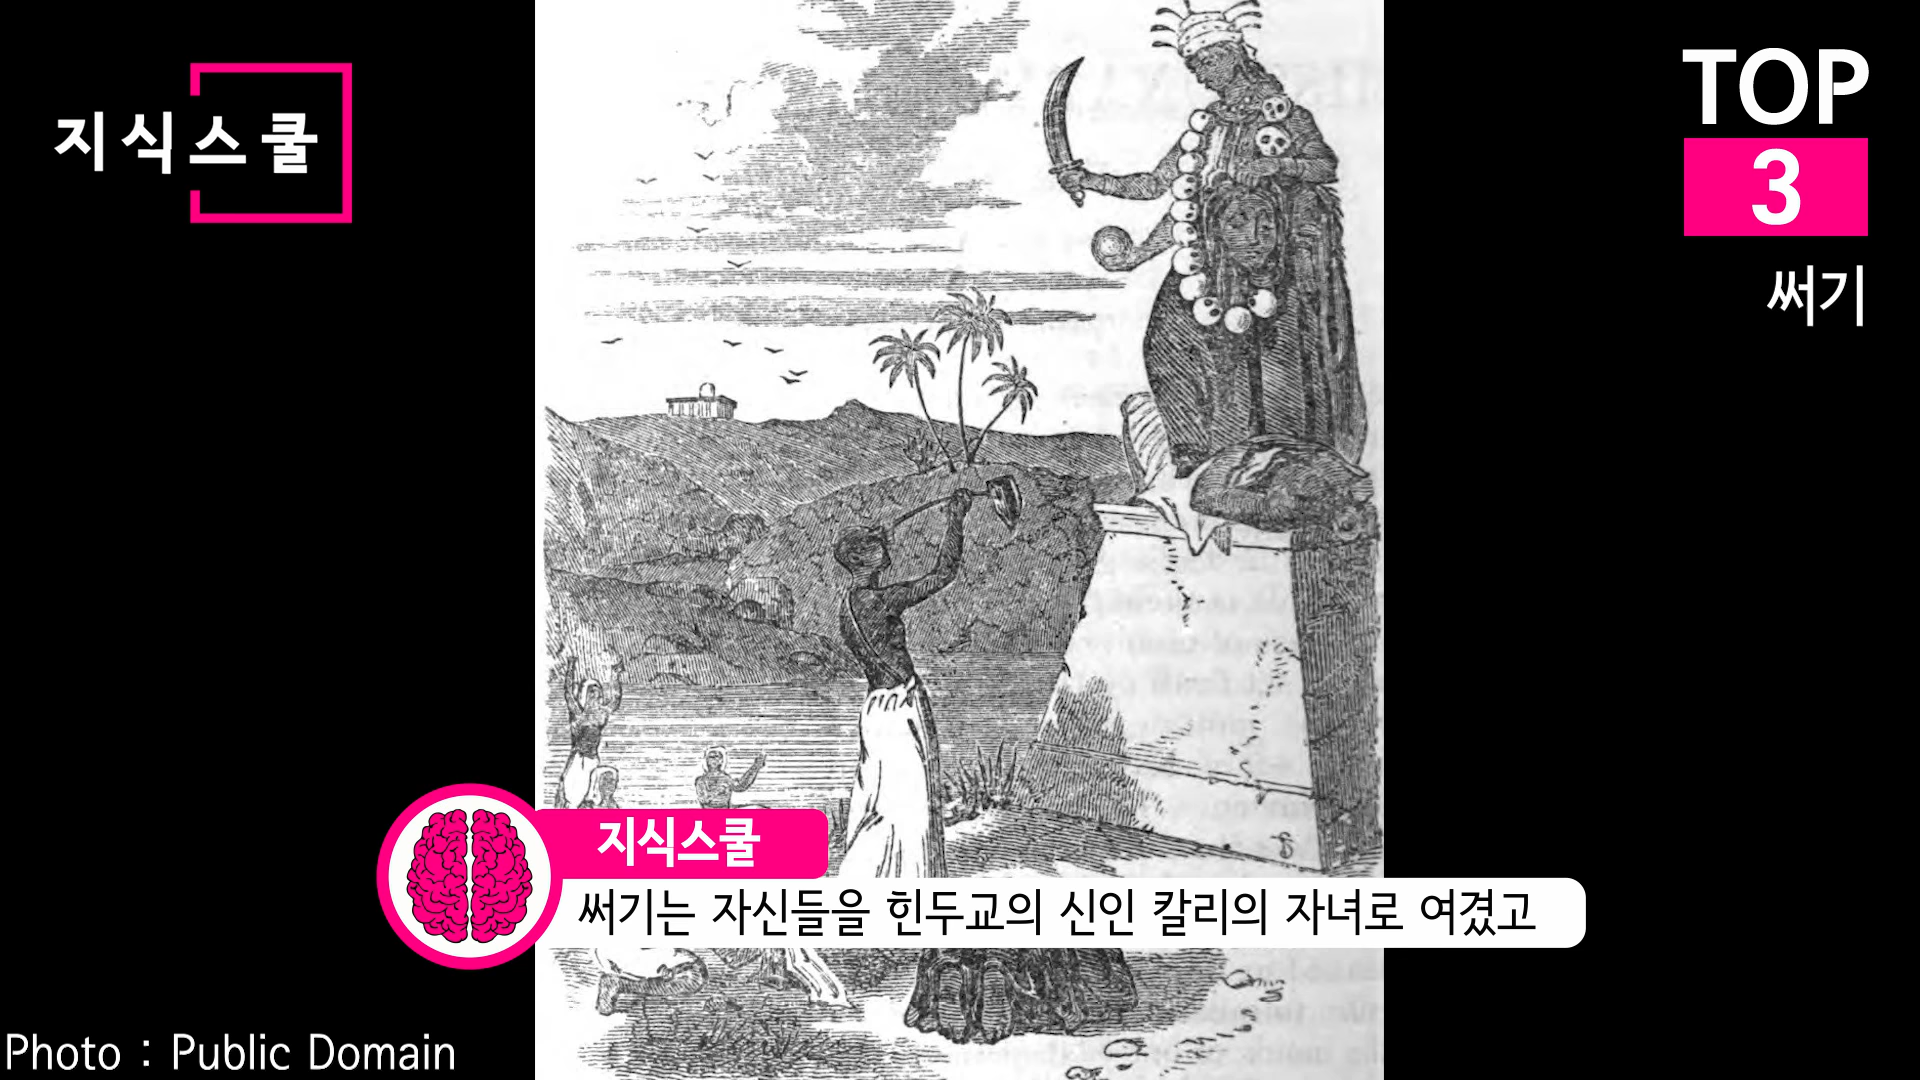 지식스쿨
TOP
3
써기
지식스쿨
써기는 자신들을 힌두교의 신인 칼리의 자녀로 여겼고
Photo : Public Domain